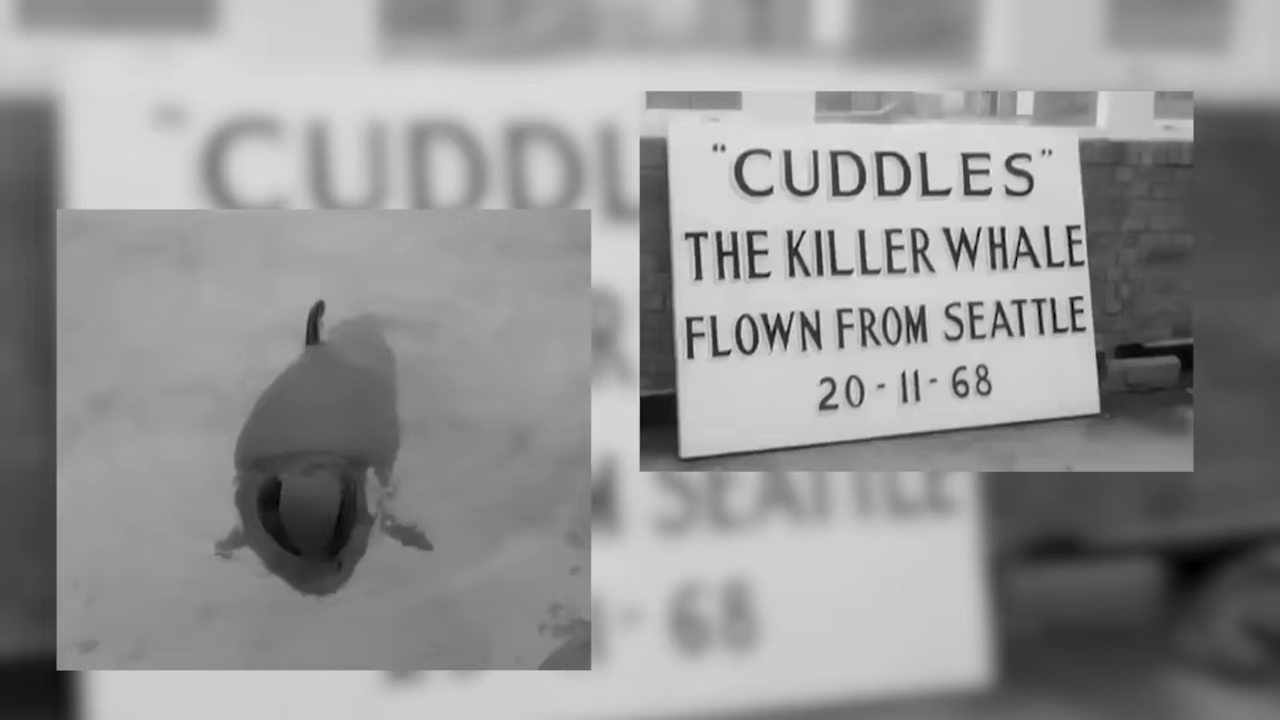 "CUDDLES"
THE KILLER WHALE
FLOWN FROM SEATTLE
20-11-68